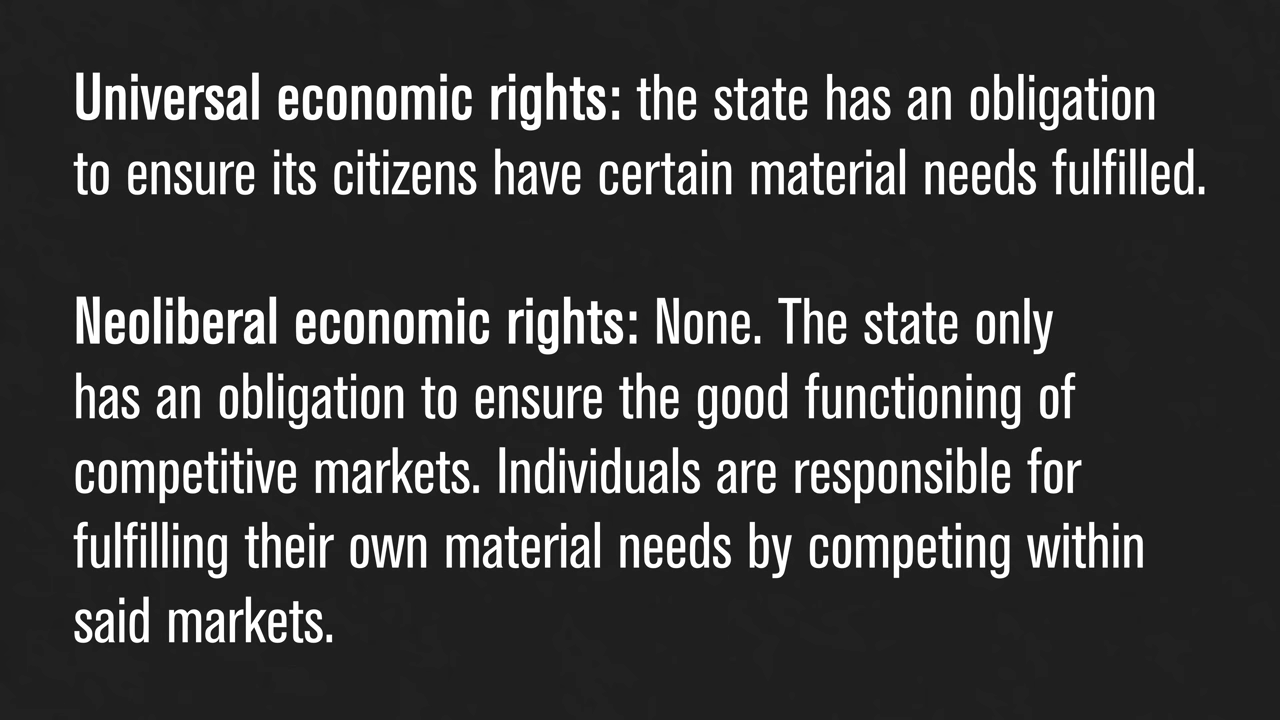 Universal economic rights: the state has an obligation
to ensure its citizens have certain material needs fulfilled.
Neoliberal economic rights: None. The state only
has an obligation to ensure the good functioning of
competitive markets. Individuals are responsible for
fulfilling their own material needs by competing within
said markets.